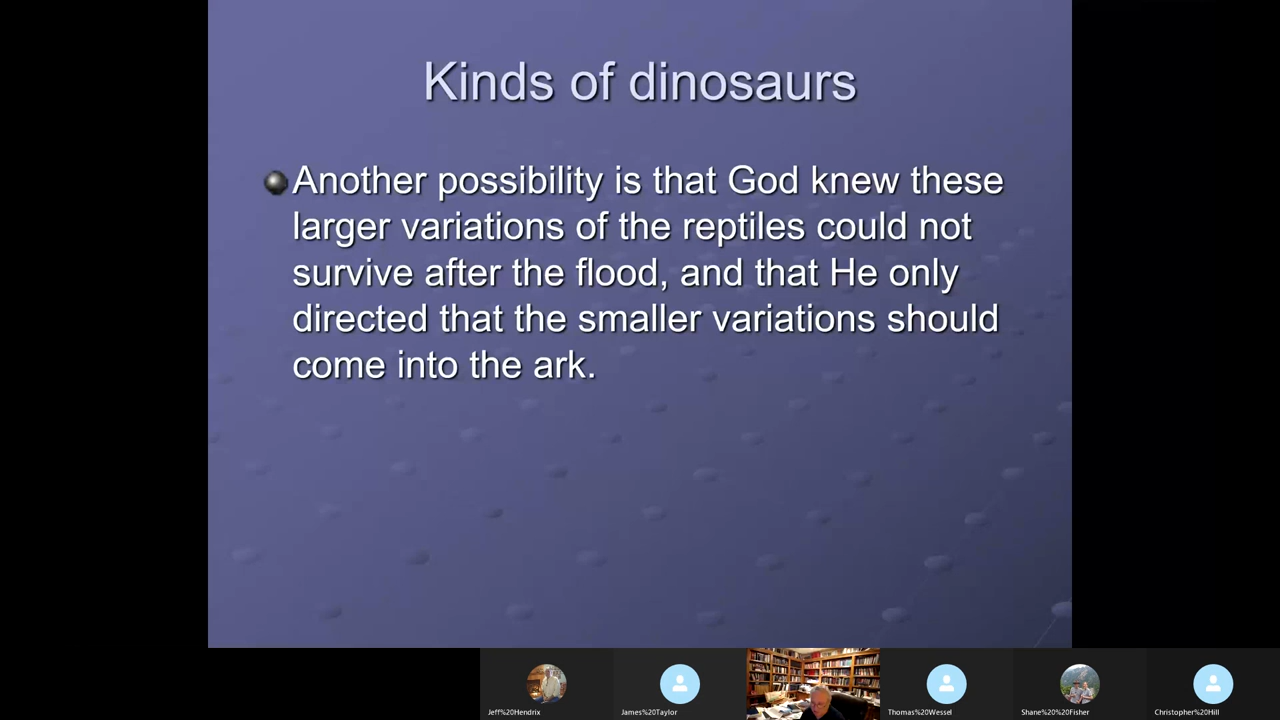 Kinds of dinosaurs
Another possibility is that God knew these
larger variations of the reptiles could not
survive after the flood, and that He only
directed that the smaller variations should
come into the ark.
Jeff%20Hendrix
James%20Taylor
Thomas%20Wessel
Shane%20%20Fisher
Christopher%20Hill